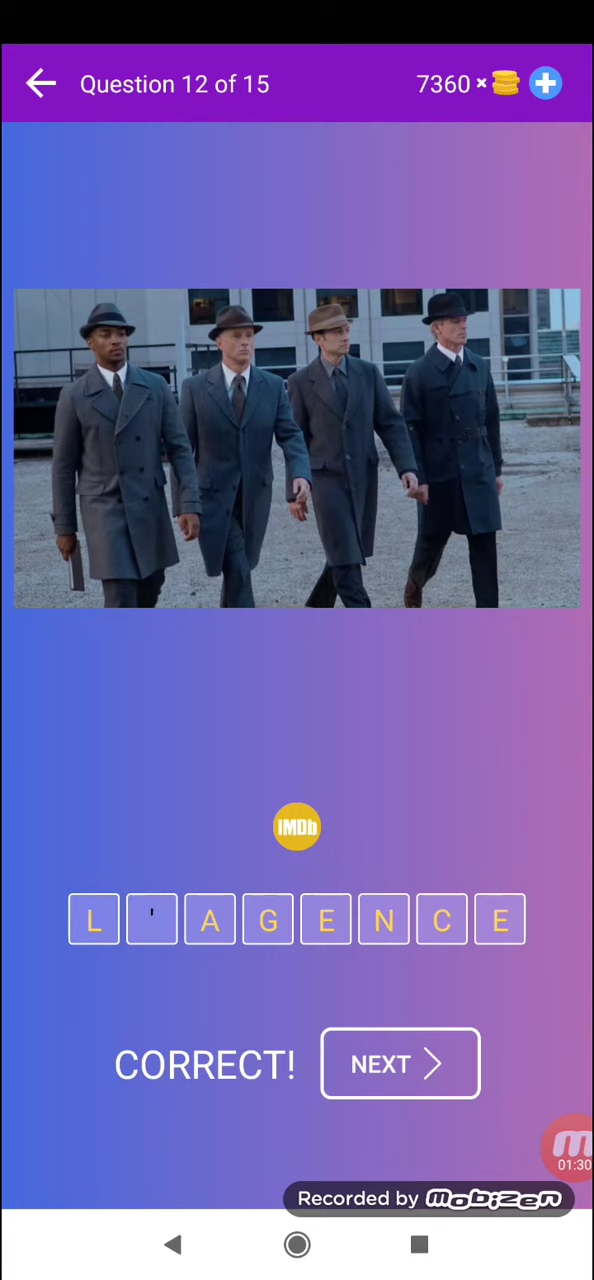 Question 12 of 15
7360 ×
IMDb
L'AGENCE
CORRECT!
NEXT
01:30
Recorded by mobizen